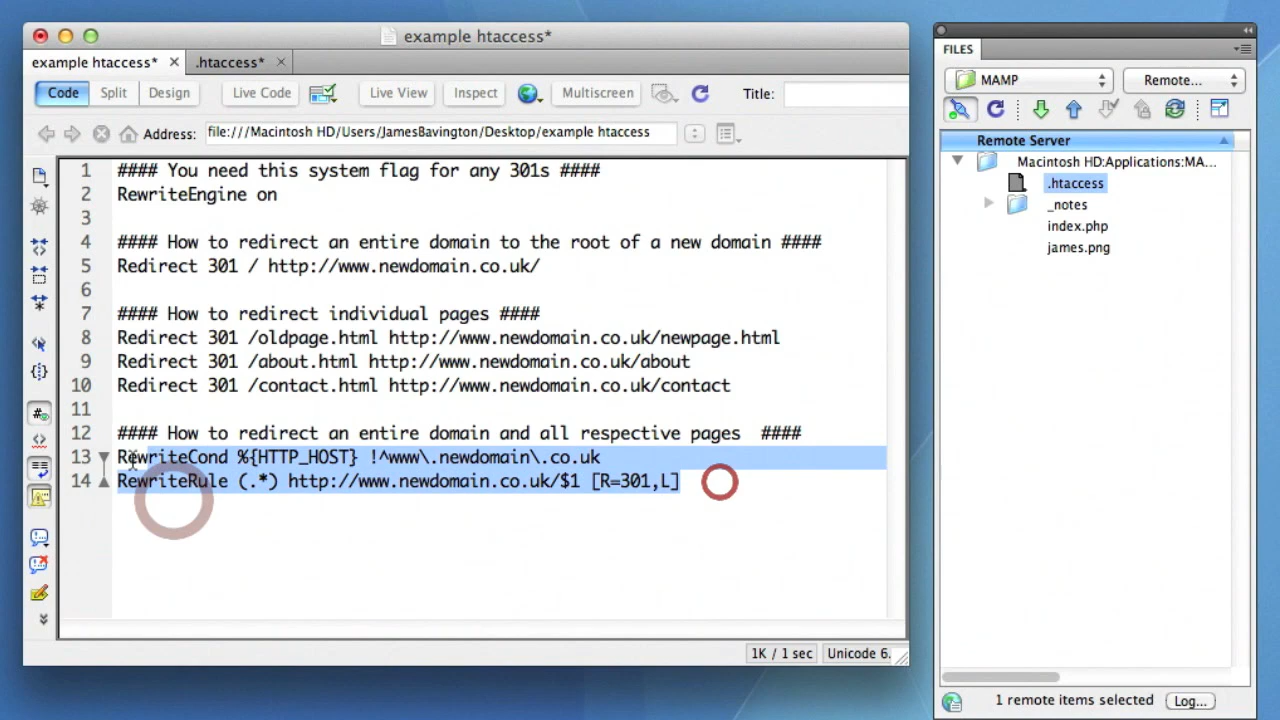 example htaccess*
example htaccess*
.htaccess*
Code
Split
Design
Live Code
Live View
Inspect
Multiscreen
Title:
Address:
file:///Macintosh HD/Users/JamesBavington/Desktop/example htaccess
1 #### You need this system flag for any 301s ####
2 RewriteEngine on
3
4 #### How to redirect an entire domain to the root of a new domain ####
5 Redirect 301 / http://www.newdomain.co.uk/
6
7 #### How to redirect individual pages ####
8 Redirect 301 /oldpage.html http://www.newdomain.co.uk/newpage.html
9 Redirect 301 /about.html http://www.newdomain.co.uk/about
10 Redirect 301 /contact.html http://www.newdomain.co.uk/contact
11
12 #### How to redirect an entire domain and all respective pages  ####
13 RewriteCond %{HTTP_HOST} !^www\.newdomain\.co.uk
14 RewriteRule (.*) http://www.newdomain.co.uk/$1 [R=301,L]
1K / 1 sec
Unicode 6.
FILES
MAMP
Remote...
Remote Server
Macintosh HD:Applications:MA...
.htaccess
_notes
index.php
james.png
1 remote items selected
Log...